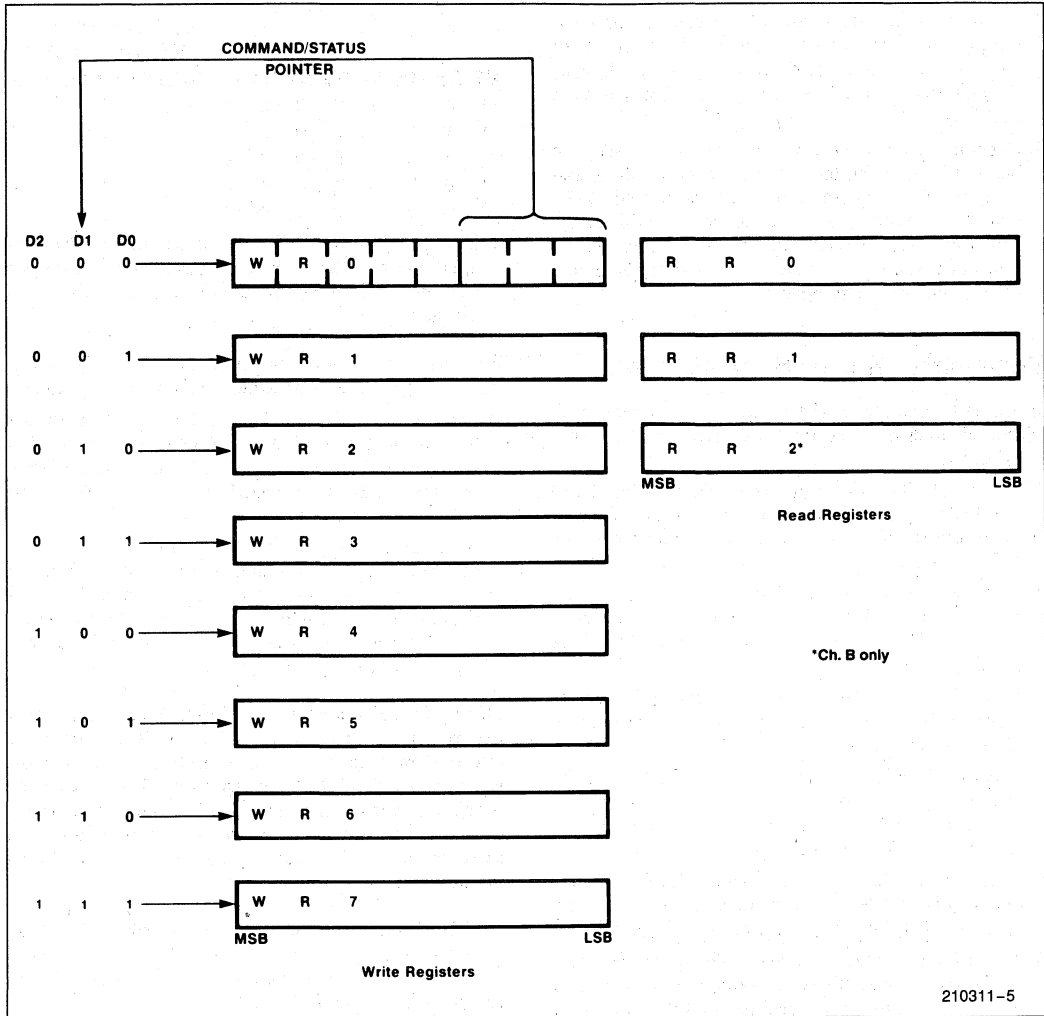 COMMAND/STATUS
POINTER
D2 D1 D0
0 0 0 W R 0 R R 0
0 0 1 W R 1 R R 1
0 1 0 W R 2 R R 2*
MSB LSB
Read Registers
0 1 1 W R 3
1 0 0 W R 4
*Ch. B only
1 0 1 W R 5
1 1 0 W R 6
1 1 1 W R 7
MSB LSB
Write Registers
210311-5